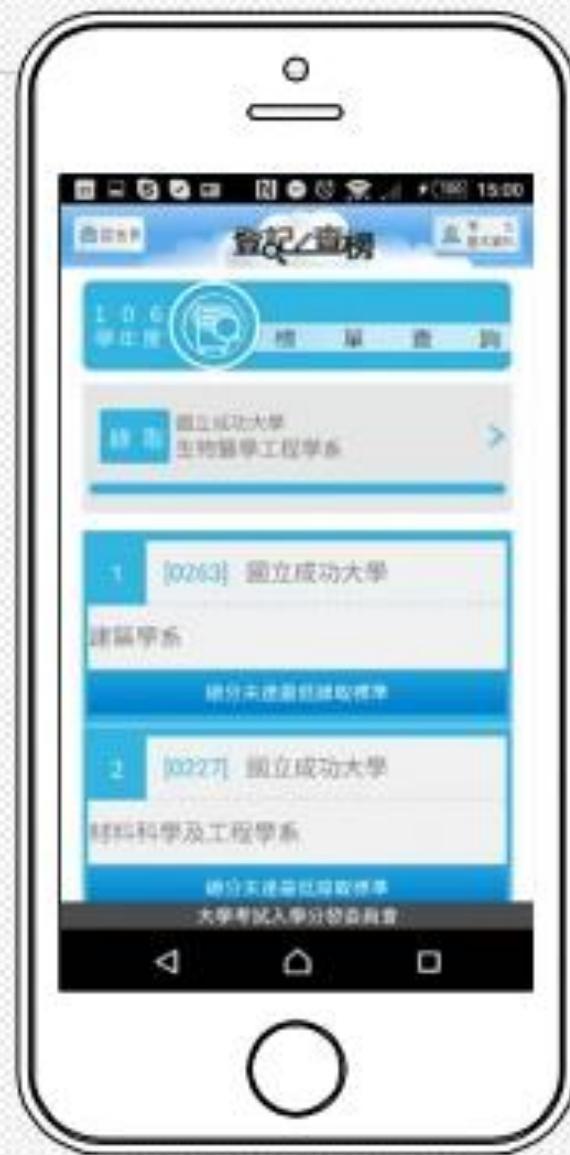 15:00
登記/查榜
106
學年度
榜單查詢
錄取
國立成功大學
生物醫學工程學系
1 [0263] 國立成功大學
建築學系
總分未達最低錄取標準
2 [0227] 國立成功大學
材料科學及工程學系
總分未達最低錄取標準
大學考試入學分發委員會